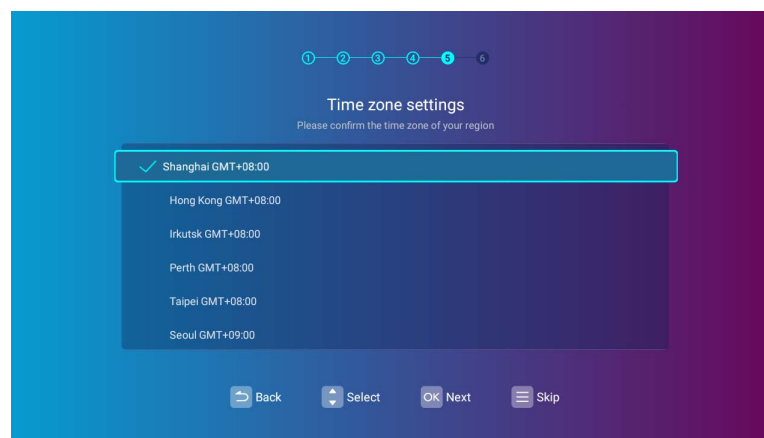 1 2 3 4 5 6
Time zone settings
Please confirm the time zone of your region
Shanghai GMT+08:00
Hong Kong GMT+08:00
Irkutsk GMT+08:00
Perth GMT+08:00
Taipei GMT+08:00
Seoul GMT+09:00
Back Select OK Next Skip